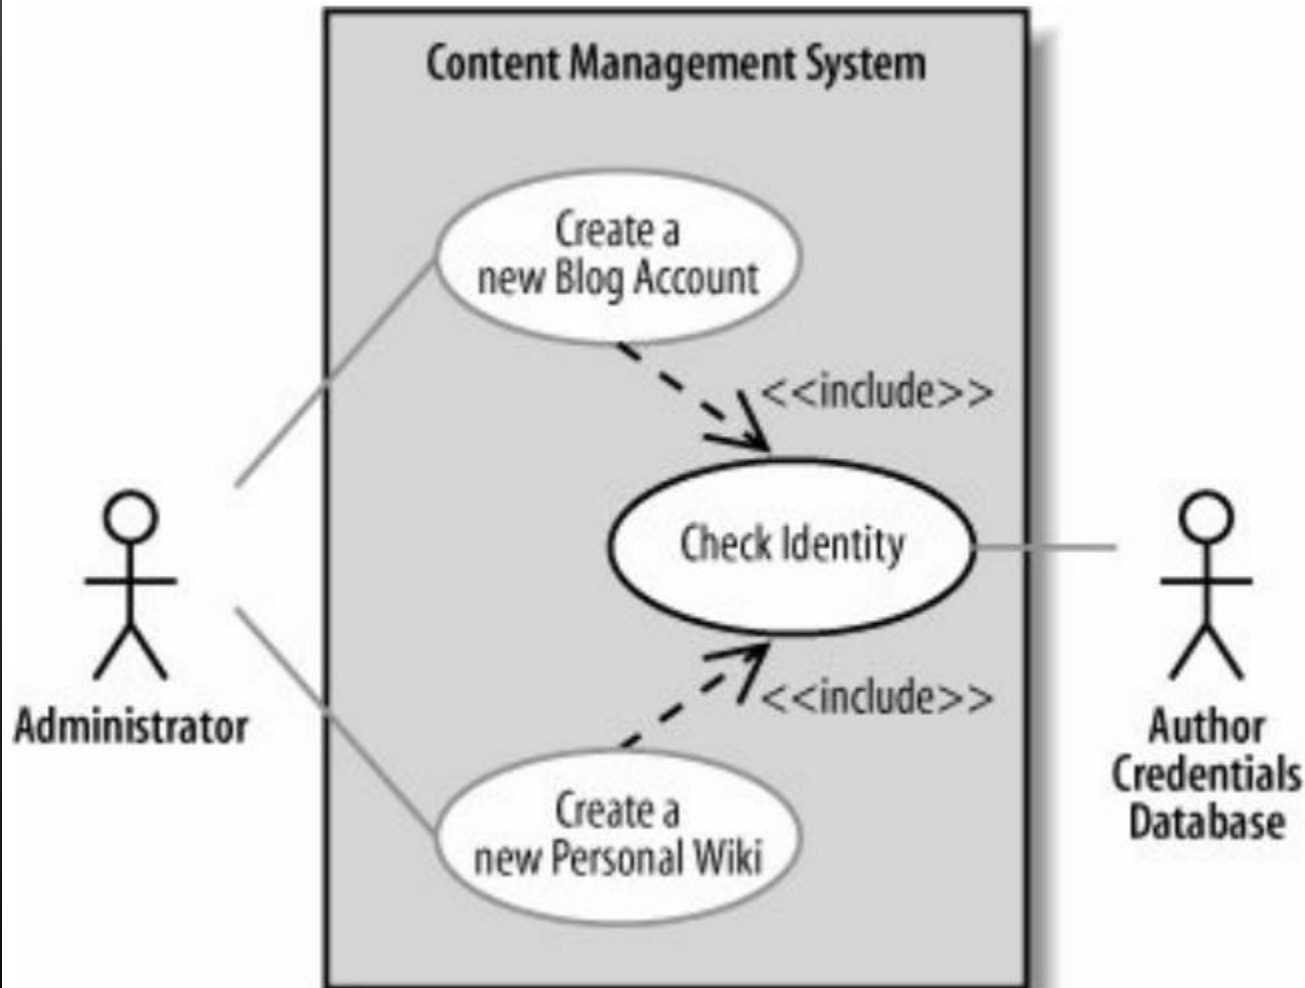 Content Management System
Create a
new Blog Account
<<include>>
Check Identity
<<include>>
Administrator
Author
Credentials
Database
Create a
new Personal Wiki